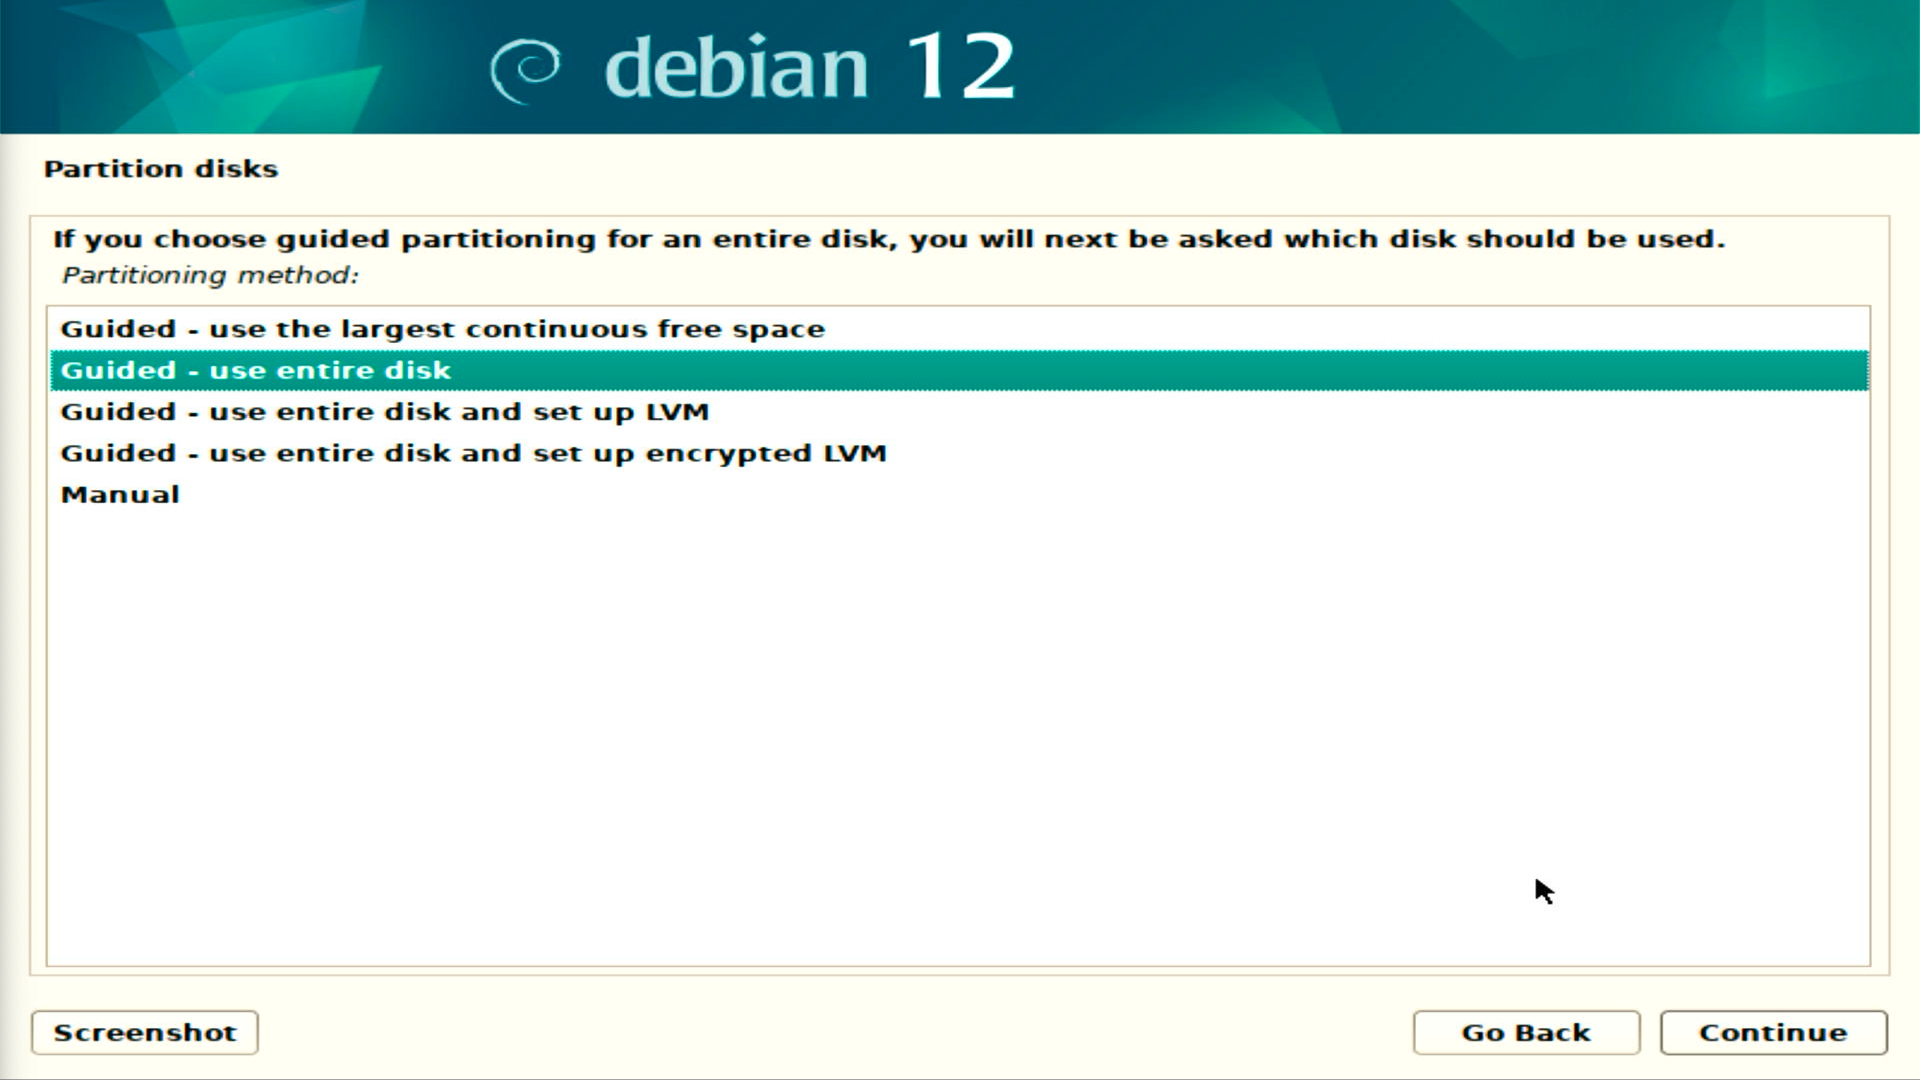 debian 12
Partition disks
If you choose guided partitioning for an entire disk, you will next be asked which disk should be used.
Partitioning method:
Guided - use the largest continuous free space
Guided - use entire disk
Guided - use entire disk and set up LVM
Guided - use entire disk and set up encrypted LVM
Manual
Screenshot
Go Back
Continue